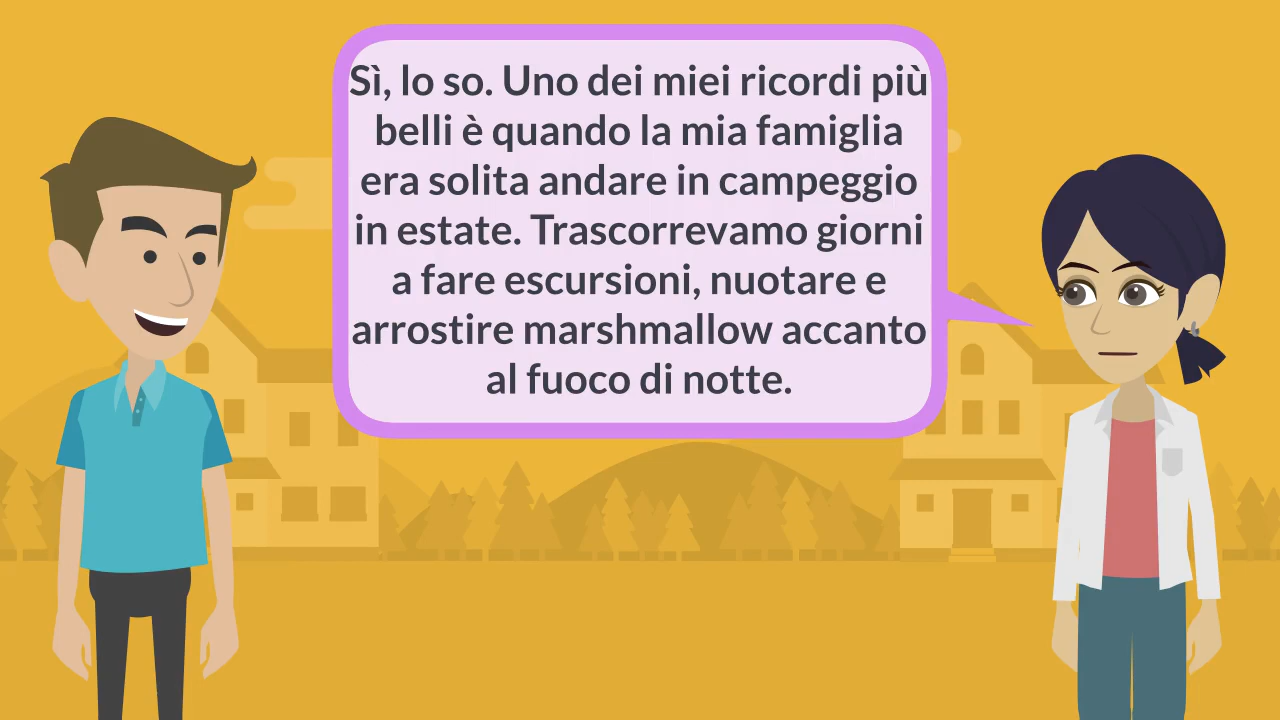 Sì, lo so. Uno dei miei ricordi più
belli è quando la mia famiglia
era solita andare in campeggio
in estate. Trascorrevamo giorni
a fare escursioni, nuotare e
arrostire marshmallow accanto
al fuoco di notte.